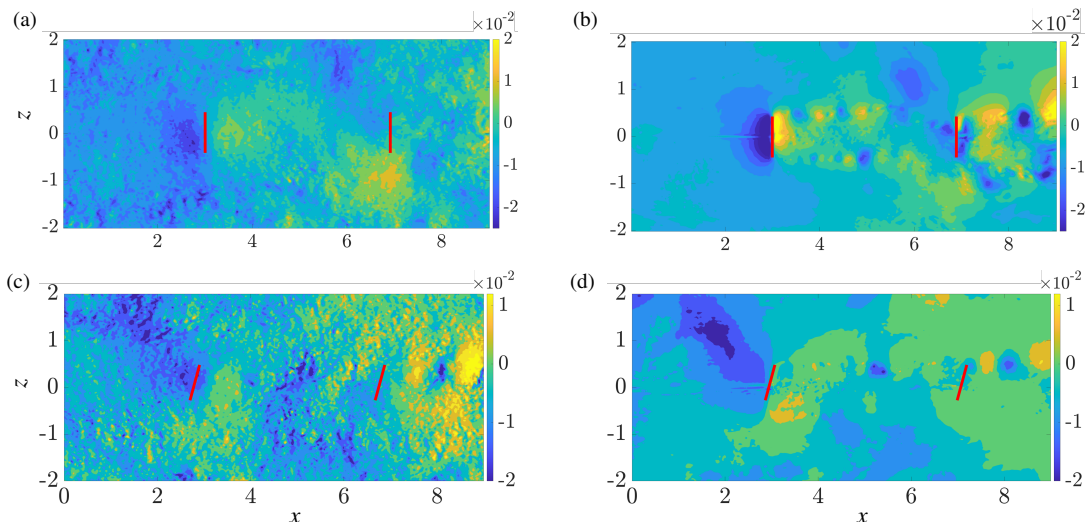 (a) ×10⁻² (b) ×10⁻²
2 2 2 2
1 1 1 1
z 0 0 0 0
-1 -1 -1 -1
-2 -2 -2 -2
2 4 6 8 2 4 6 8
(c) ×10⁻² (d) ×10⁻²
2 1 2 1
1 1
z 0 0 0 0
-1 -1 -1 -1
-2 -2 -2 -2
0 2 4 6 8 2 4 6 8
x x